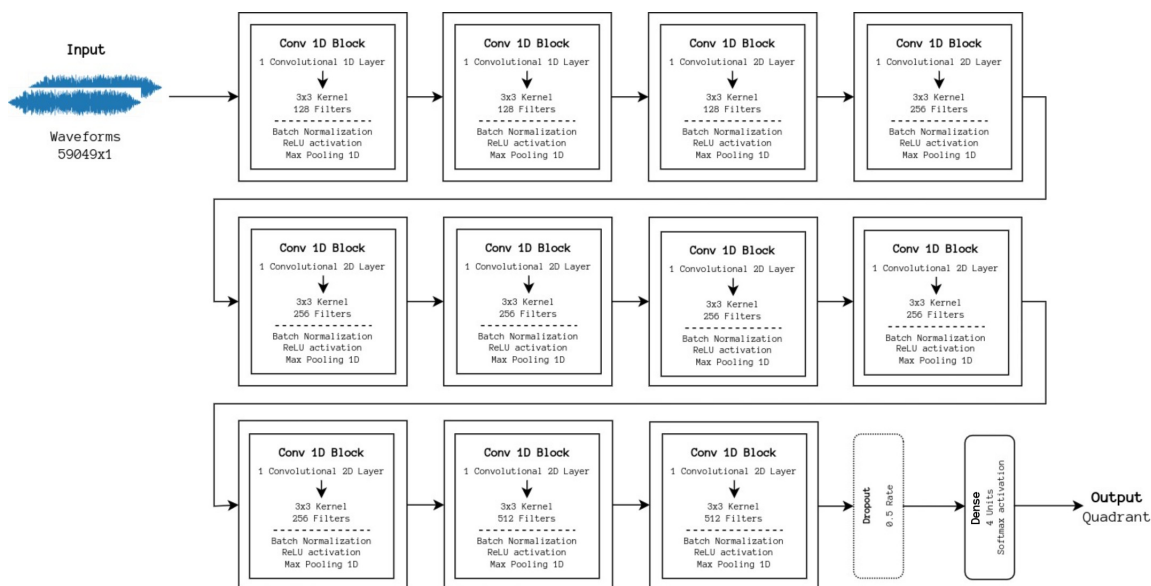 Input
Waveforms
59049x1
Conv 1D Block
1 Convolutional 1D Layer
3x3 Kernel
128 Filters
Batch Normalization
ReLU activation
Max Pooling 1D
Conv 1D Block
1 Convolutional 1D Layer
3x3 Kernel
128 Filters
Batch Normalization
ReLU activation
Max Pooling 1D
Conv 1D Block
1 Convolutional 2D Layer
3x3 Kernel
128 Filters
Batch Normalization
ReLU activation
Max Pooling 1D
Conv 1D Block
1 Convolutional 2D Layer
3x3 Kernel
256 Filters
Batch Normalization
ReLU activation
Max Pooling 1D
Conv 1D Block
1 Convolutional 2D Layer
3x3 Kernel
256 Filters
Batch Normalization
ReLU activation
Max Pooling 1D
Conv 1D Block
1 Convolutional 2D Layer
3x3 Kernel
256 Filters
Batch Normalization
ReLU activation
Max Pooling 1D
Conv 1D Block
1 Convolutional 2D Layer
3x3 Kernel
256 Filters
Batch Normalization
ReLU activation
Max Pooling 1D
Conv 1D Block
1 Convolutional 2D Layer
3x3 Kernel
256 Filters
Batch Normalization
ReLU activation
Max Pooling 1D
Conv 1D Block
1 Convolutional 2D Layer
3x3 Kernel
256 Filters
Batch Normalization
ReLU activation
Max Pooling 1D
Conv 1D Block
1 Convolutional 2D Layer
3x3 Kernel
512 Filters
Batch Normalization
ReLU activation
Max Pooling 1D
Conv 1D Block
1 Convolutional 2D Layer
3x3 Kernel
512 Filters
Batch Normalization
ReLU activation
Max Pooling 1D
Dropout
0.5 Rate
Dense
4 Units
Softmax activation
Output
Quadrant